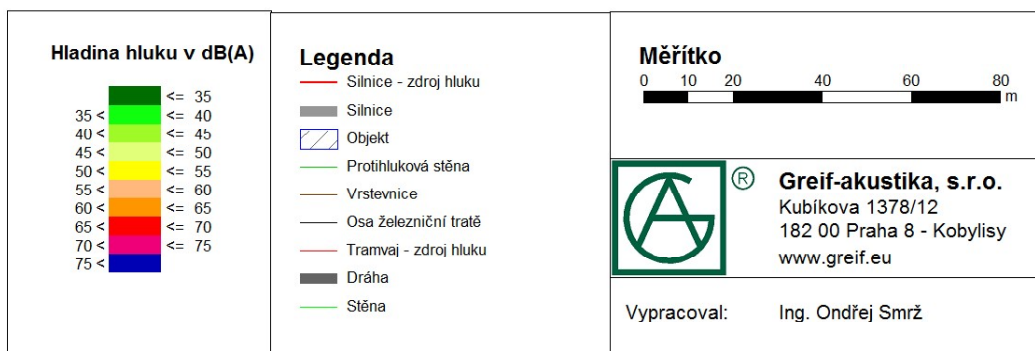 Hladina hluku v dB(A)
<= 35
35 < <= 40
40 < <= 45
45 < <= 50
50 < <= 55
55 < <= 60
60 < <= 65
65 < <= 70
70 < <= 75
75 <
Legenda
Silnice - zdroj hluku
Silnice
Objekt
Protihluková stěna
Vrstevnice
Osa železniční tratě
Tramvaj - zdroj hluku
Dráha
Stěna
Měřítko
0 10 20 40 60 80
m
®
Greif-akustika, s.r.o.
Kubíkova 1378/12
182 00 Praha 8 - Kobylisy
www.greif.eu
Vypracoval: Ing. Ondřej Smrž